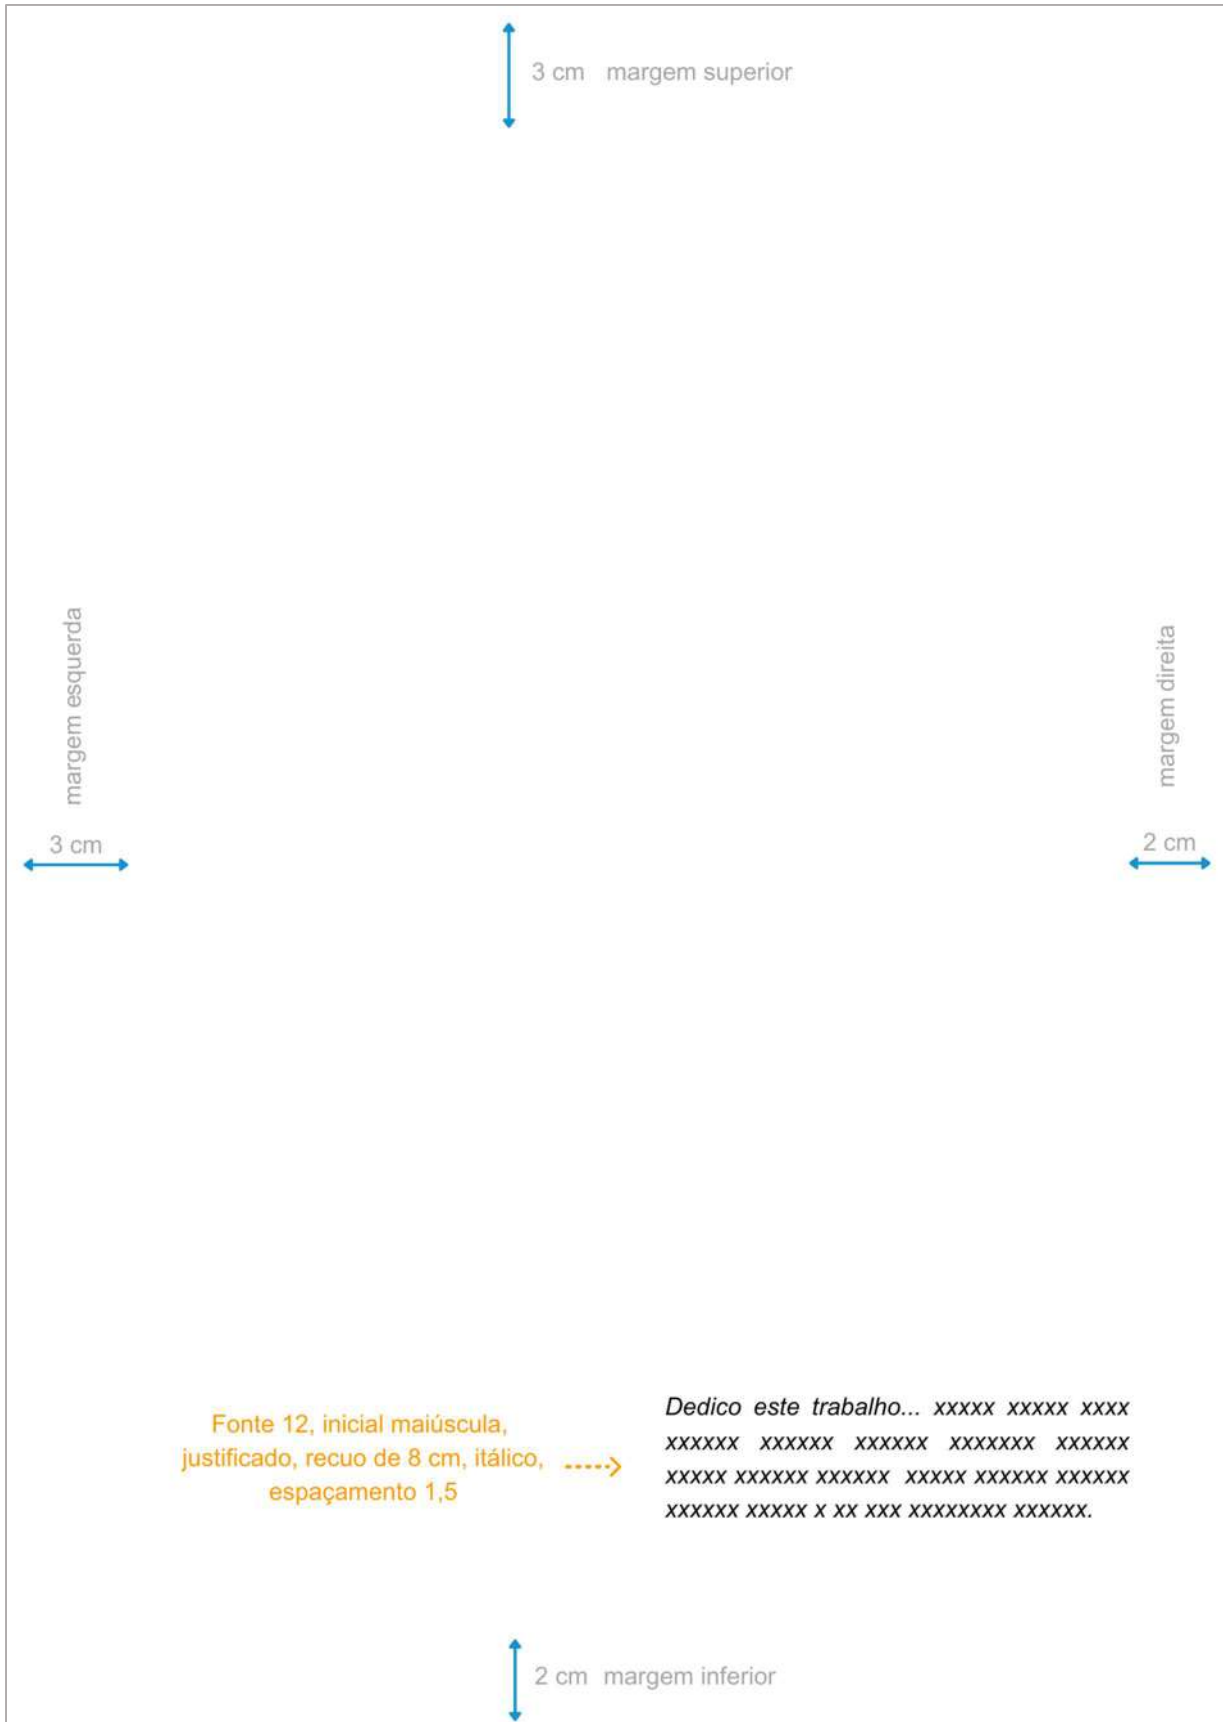 3 cm margem superior
margem esquerda
3 cm
margem direita
2 cm
Fonte 12, inicial maiúscula,
justificado, recuo de 8 cm, itálico,
espaçamento 1,5
Dedico este trabalho... xxxxx xxxxx xxxx
xxxxxx xxxxxx xxxxxx xxxxxxx xxxxxx
xxxxx xxxxxx xxxxxx xxxxx xxxxxx xxxxxx
xxxxxx xxxxx x xx xxx xxxxxxxx xxxxxx.
2 cm margem inferior